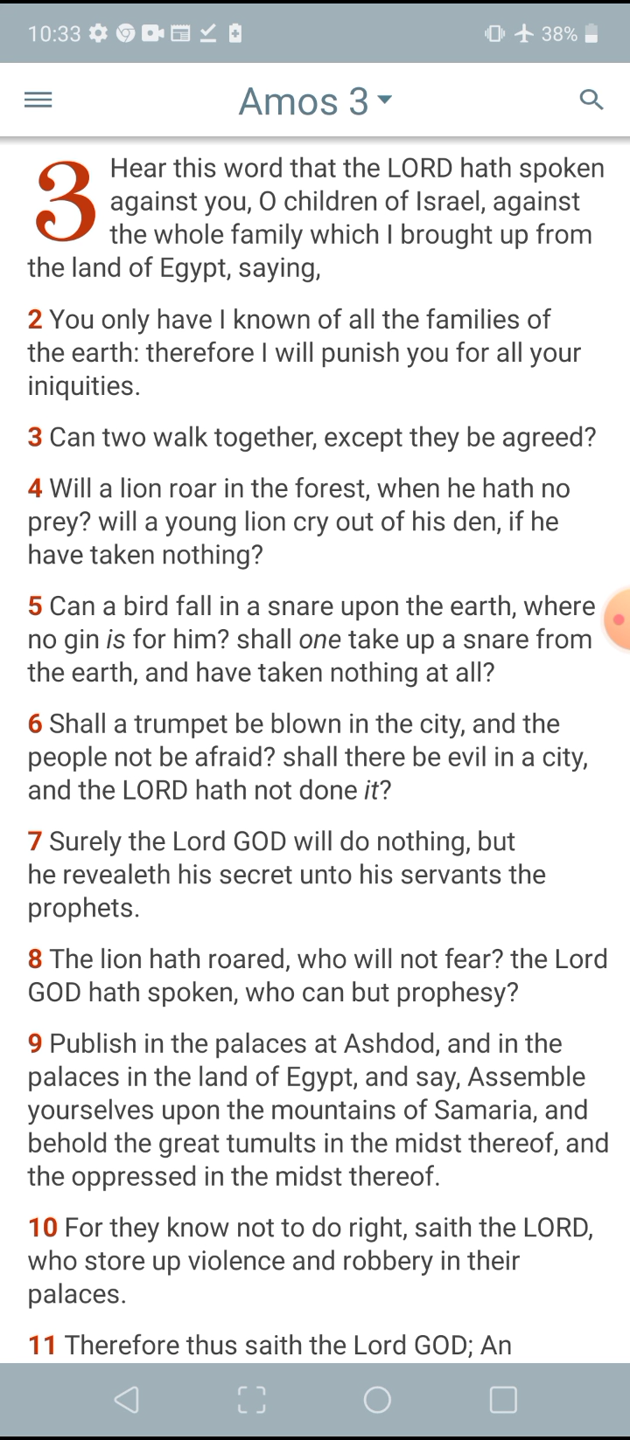 10:33
38%
Amos 3
3 Hear this word that the LORD hath spoken
against you, O children of Israel, against
the whole family which I brought up from
the land of Egypt, saying,
2 You only have I known of all the families of
the earth: therefore I will punish you for all your
iniquities.
3 Can two walk together, except they be agreed?
4 Will a lion roar in the forest, when he hath no
prey? will a young lion cry out of his den, if he
have taken nothing?
5 Can a bird fall in a snare upon the earth, where
no gin is for him? shall one take up a snare from
the earth, and have taken nothing at all?
6 Shall a trumpet be blown in the city, and the
people not be afraid? shall there be evil in a city,
and the LORD hath not done it?
7 Surely the Lord GOD will do nothing, but
he revealeth his secret unto his servants the
prophets.
8 The lion hath roared, who will not fear? the Lord
GOD hath spoken, who can but prophesy?
9 Publish in the palaces at Ashdod, and in the
palaces in the land of Egypt, and say, Assemble
yourselves upon the mountains of Samaria, and
behold the great tumults in the midst thereof, and
the oppressed in the midst thereof.
10 For they know not to do right, saith the LORD,
who store up violence and robbery in their
palaces.
11 Therefore thus saith the Lord GOD; An